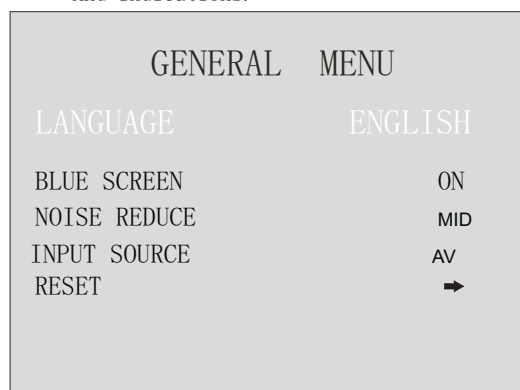 GENERAL MENU
LANGUAGE ENGLISH
BLUE SCREEN ON
NOISE REDUCE MID
INPUT SOURCE AV
RESET ➡